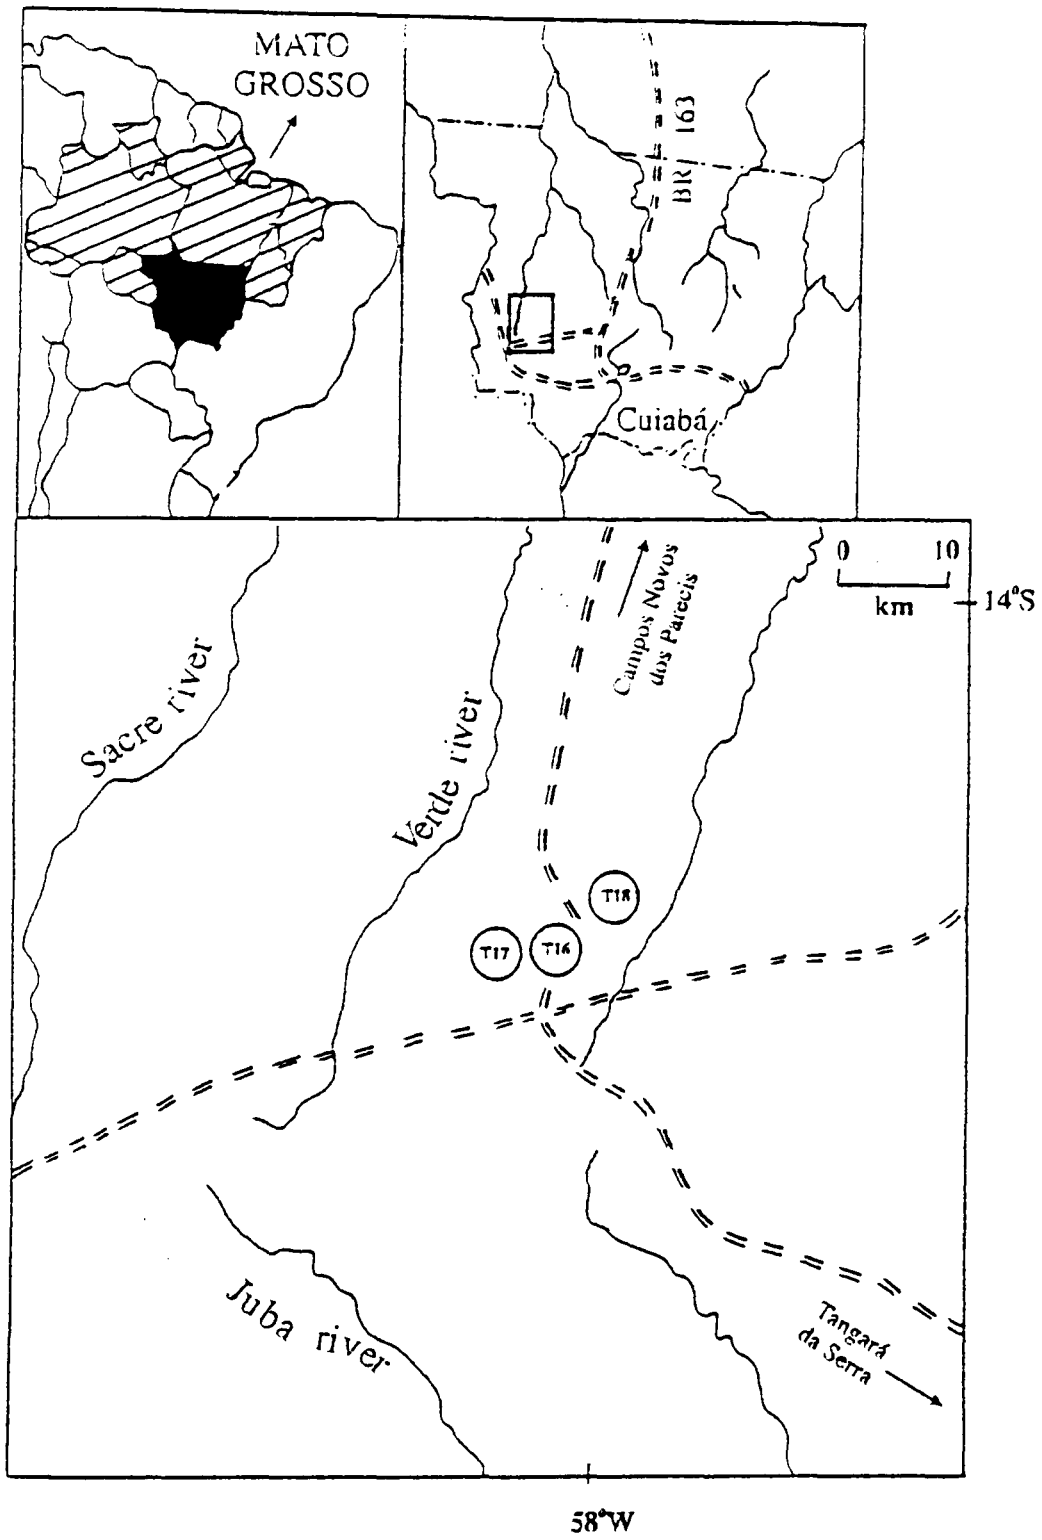 MATO
GROSSO
BR 163
Cuiabá
0 10
km
14°S
Campos Novos
dos Parecis
Sacre river
Verde river
T18
T17 T16
Juba river
Tangará
da Serra
58°W